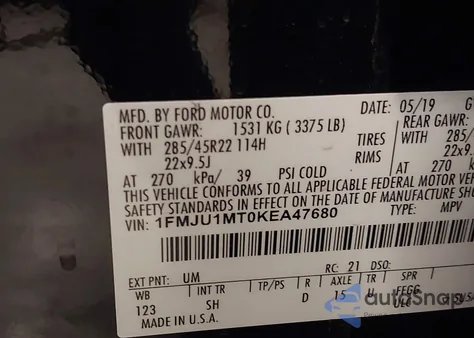 MFD. BY FORD MOTOR CO.
DATE: 05/19
FRONT GAWR: 1531 KG ( 3375 LB)
REAR GAWR:
WITH 285/45R22 114H TIRES 285/
22x9.5J RIMS 22x9.
AT 270 kPa/ 39 PSI COLD AT 270
THIS VEHICLE CONFORMS TO ALL APPLICABLE FEDERAL MOTOR
SAFETY STANDARDS IN EFFECT ON THE DATE OF MANUFACTURE
VIN: 1FMJU1MT0KEA47680 TYPE: MPV
EXT PNT: UM RC: 21 DSO:
WB INT TR TP/PS R AXLE TR SPR
123 SH D 15 U
MADE IN U.S.A.
autoSnap